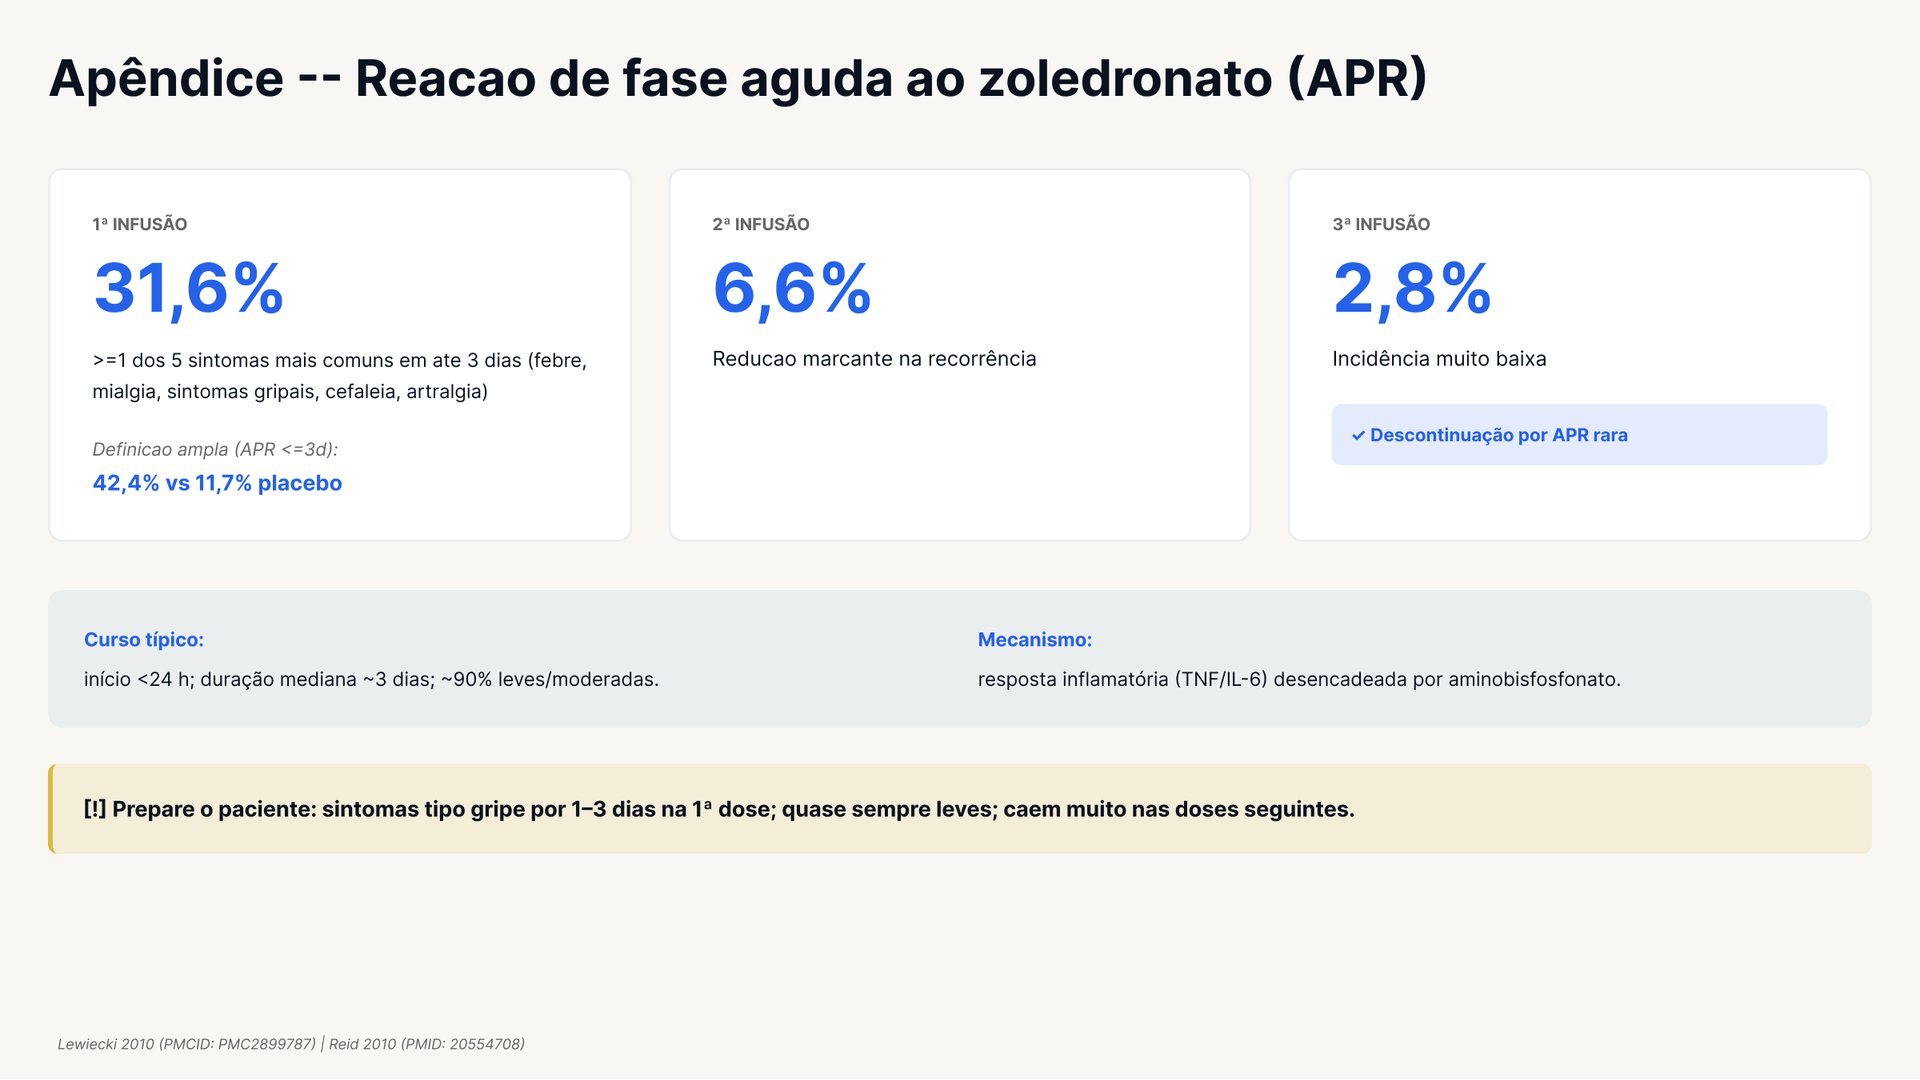 Apêndice -- Reacao de fase aguda ao zoledronato (APR)
1ª INFUSÃO
31,6%
>=1 dos 5 sintomas mais comuns em ate 3 dias (febre,
mialgia, sintomas gripais, cefaleia, artralgia)
Definicao ampla (APR <=3d):
42,4% vs 11,7% placebo
2ª INFUSÃO
6,6%
Reducao marcante na recorrência
3ª INFUSÃO
2,8%
Incidência muito baixa
✓ Descontinuação por APR rara
Curso típico:
início <24 h; duração mediana ~3 dias; ~90% leves/moderadas.
Mecanismo:
resposta inflamatória (TNF/IL-6) desencadeada por aminobisfosfonato.
[!] Prepare o paciente: sintomas tipo gripe por 1–3 dias na 1ª dose; quase sempre leves; caem muito nas doses seguintes.
Lewiecki 2010 (PMCID: PMC2899787) | Reid 2010 (PMID: 20554708)